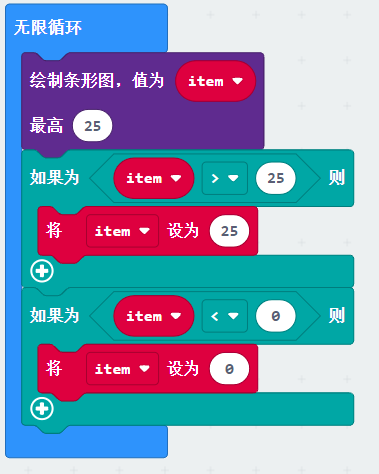 无限循环
绘制条形图，值为 item
最高 25
如果为 item > 25 则
将 item 设为 25
如果为 item < 0 则
将 item 设为 0